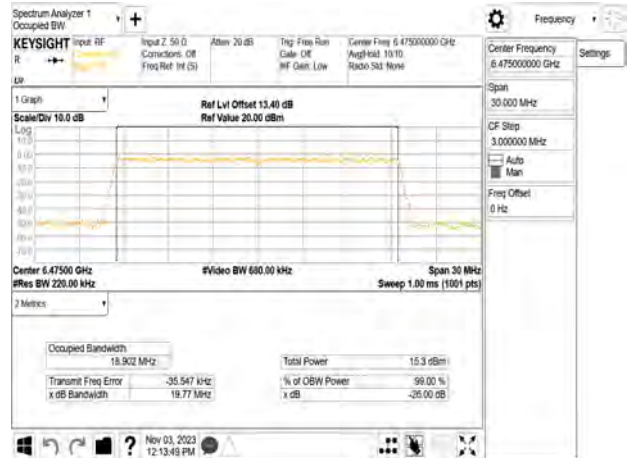 Spectrum Analyzer 1
Occupied BW
+
Frequency
KEYSIGHT
R
Input: RF
Input Z: 50 Ω
Corrections: Off
Freq Ref: Int (S)
Atten: 20 dB
Trig: Free Run
Gate: Off
#IF Gain: Low
Center Freq: 6.475000000 GHz
Avg|Hold: 10/10
Radio Std: None
Center Frequency
6.475000000 GHz
Settings
Span
30.000 MHz
CF Step
3.000000 MHz
Auto
Man
Freq Offset
0 Hz
1 Graph
Scale/Div 10.0 dB
Ref Lvl Offset 13.40 dB
Ref Value 20.00 dBm
Log
10.0
0.00
Center 6.47500 GHz
#Res BW 220.00 kHz
#Video BW 680.00 kHz
Span 30 MHz
Sweep 1.00 ms (1001 pts)
2 Metrics
Occupied Bandwidth
18.902 MHz
Total Power
15.3 dBm
Transmit Freq Error
-35.547 kHz
% of OBW Power
99.00 %
x dB Bandwidth
19.77 MHz
x dB
-26.00 dB
?
Nov 03, 2023
12:13:49 PM